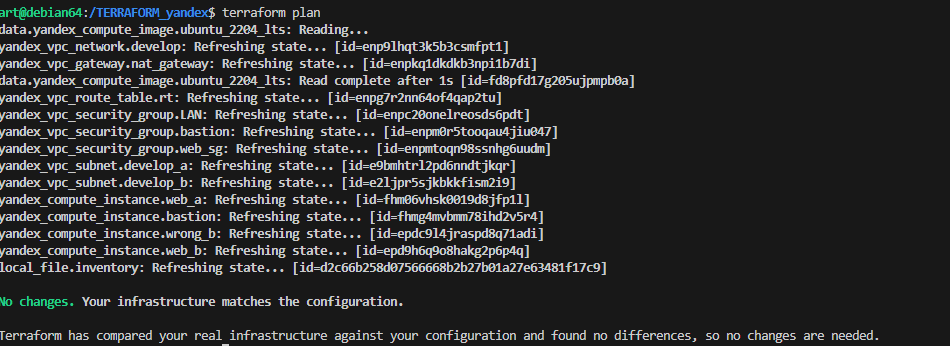 art@debian64:/TERRAFORM_yandex$ terraform plan
data.yandex_compute_image.ubuntu_2204_lts: Reading...
yandex_vpc_network.develop: Refreshing state... [id=enp9lhqt3k5b3csmfpt1]
yandex_vpc_gateway.nat_gateway: Refreshing state... [id=enpkq1dkdkb3npi1b7di]
data.yandex_compute_image.ubuntu_2204_lts: Read complete after 1s [id=fd8pfd17g205ujpmpb0a]
yandex_vpc_route_table.rt: Refreshing state... [id=enpg7r2nn64of4qap2tu]
yandex_vpc_security_group.LAN: Refreshing state... [id=enpc20onelreosds6pdt]
yandex_vpc_security_group.bastion: Refreshing state... [id=enpm0r5tooqau4jiu047]
yandex_vpc_security_group.web_sg: Refreshing state... [id=enpmtoqn98ssnhg6uudm]
yandex_vpc_subnet.develop_a: Refreshing state... [id=e9bmhtrl2pd6nndtjkqr]
yandex_vpc_subnet.develop_b: Refreshing state... [id=e2ljpr5sjkbkkfism2i9]
yandex_compute_instance.web_a: Refreshing state... [id=fhm06vhsk0019d8jfp1l]
yandex_compute_instance.bastion: Refreshing state... [id=fhmg4mvbmm78ihd2v5r4]
yandex_compute_instance.wrong_b: Refreshing state... [id=epdc9l4jraspd8q71adi]
yandex_compute_instance.web_b: Refreshing state... [id=epd9h6q9o8hakg2p6p4q]
local_file.inventory: Refreshing state... [id=d2c66b258d07566668b2b27b01a27e63481f17c9]
No changes. Your infrastructure matches the configuration.
Terraform has compared your real infrastructure against your configuration and found no differences, so no changes are needed.